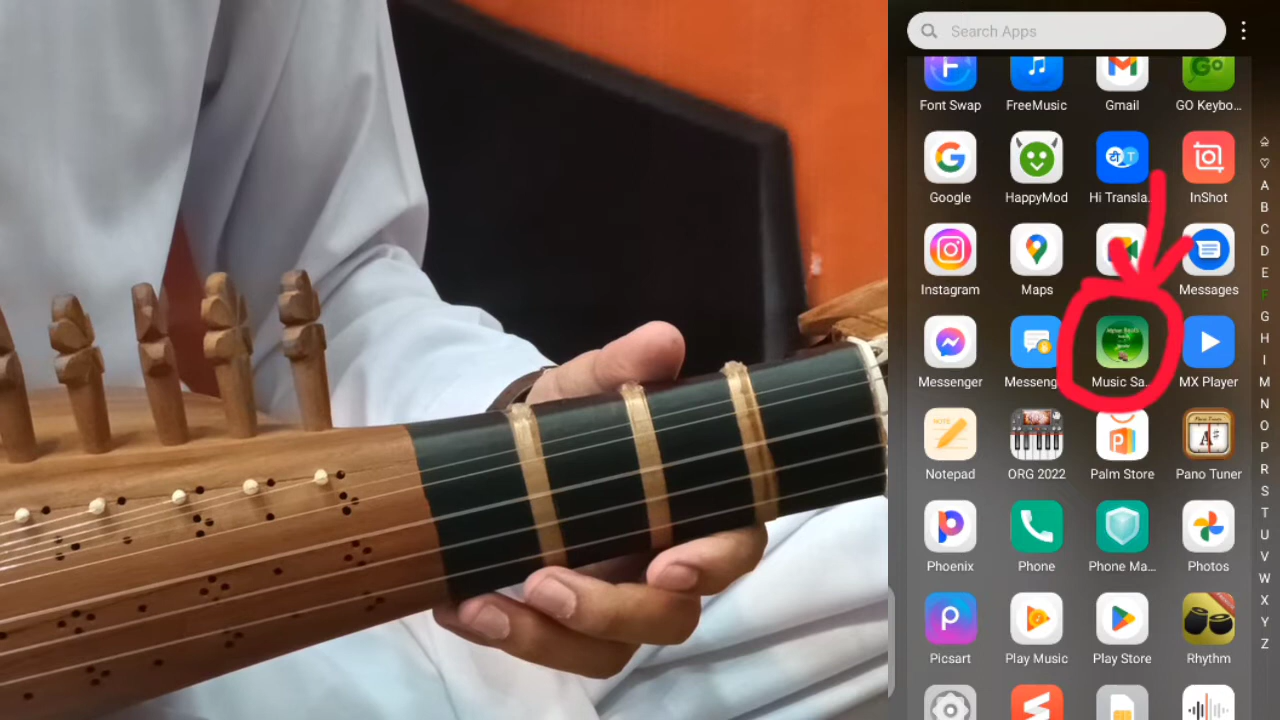 Search Apps
Font Swap
FreeMusic
Gmail
GO Keybo...
Google
HappyMod
Hi Transla..
InShot
Instagram
Maps
Messages
Messenger
Messeng
Music Sa..
MX Player
Notepad
ORG 2022
Palm Store
Pano Tuner
Phoenix
Phone
Phone Ma...
Photos
Picsart
Play Music
Play Store
Rhythm
A
B
C
D
E
F
G
H
I
M
N
O
P
R
S
T
U
V
W
X
Y
Z